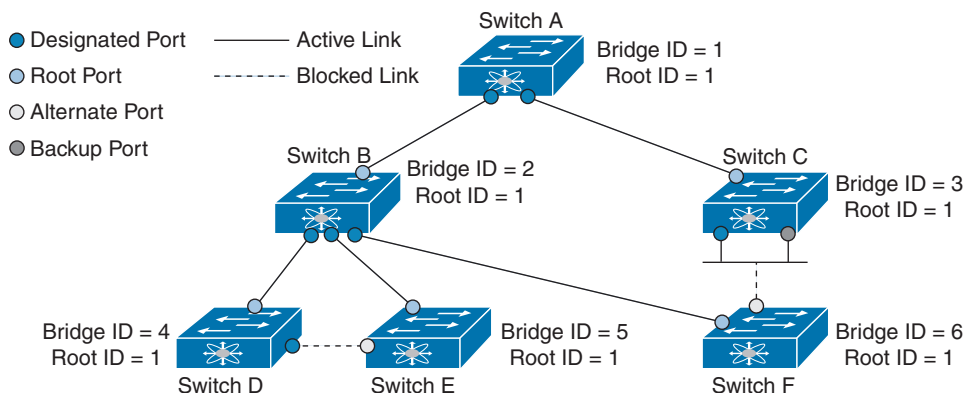 Switch A
Designated Port
Active Link
Root Port
Blocked Link
Bridge ID = 1
Root ID = 1
Alternate Port
Backup Port
Switch B
Bridge ID = 2
Root ID = 1
Switch C
Bridge ID = 3
Root ID = 1
Bridge ID = 4
Root ID = 1
Switch D
Bridge ID = 5
Root ID = 1
Switch E
Bridge ID = 6
Root ID = 1
Switch F